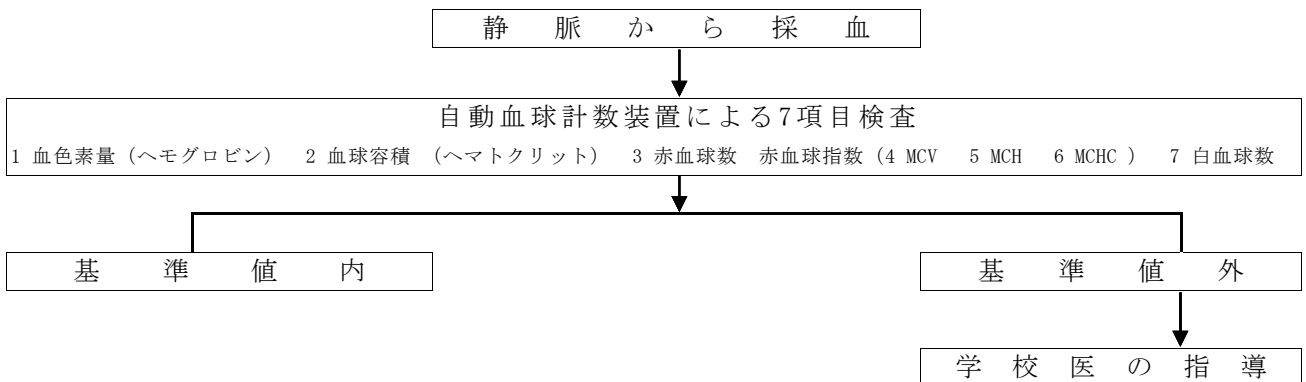 静脈から採血
自動血球計数装置による7項目検査
1 血色素量（ヘモグロビン） 2 血球容積 （ヘマトクリット） 3 赤血球数 赤血球指数（4 MCV 5 MCH 6 MCHC ） 7 白血球数
基準値内
基準値外
学校医の指導